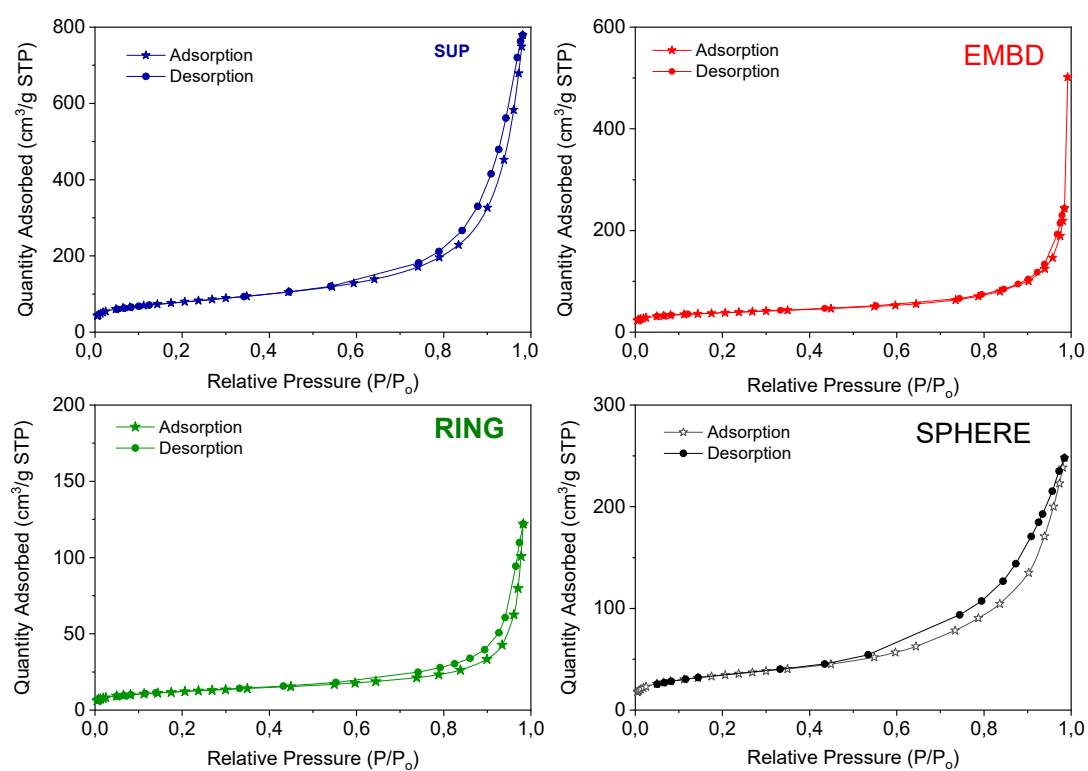 800
600
400
200
0
Quantity Adsorbed (cm³/g STP)
Adsorption
Desorption
SUP
0,0 0,2 0,4 0,6 0,8 1,0
Relative Pressure (P/Pₒ)
600
400
200
0
Quantity Adsorbed (cm³/g STP)
Adsorption
Desorption
EMBD
0,0 0,2 0,4 0,6 0,8 1,0
Relative Pressure (P/Pₒ)
200
150
100
50
0
Quantity Adsorbed (cm³/g STP)
Adsorption
Desorption
RING
0,0 0,2 0,4 0,6 0,8 1,0
Relative Pressure (P/Pₒ)
300
200
100
0
Quantity Adsorbed (cm³/g STP)
Adsorption
Desorption
SPHERE
0,0 0,2 0,4 0,6 0,8 1,0
Relative Pressure (P/Pₒ)